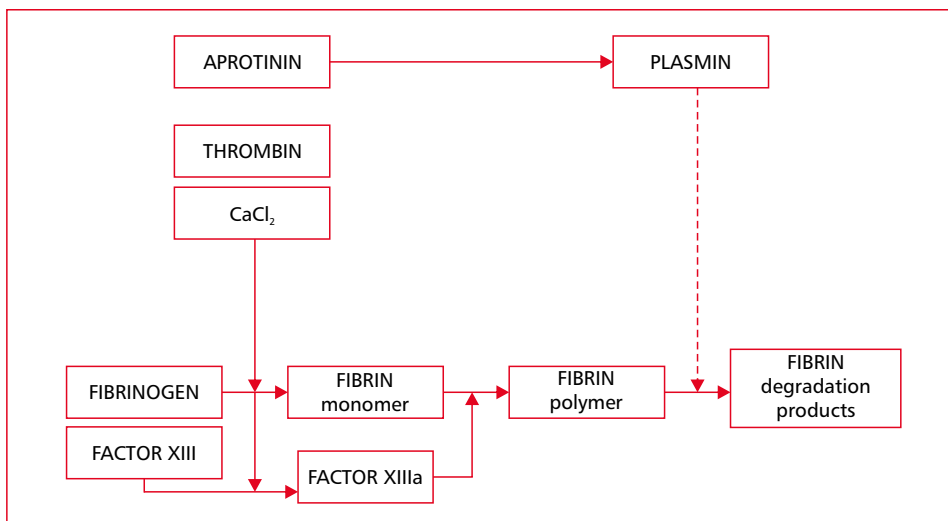 APROTININ
PLASMIN
THROMBIN
CaCl₂
FIBRINOGEN
FIBRIN
monomer
FIBRIN
polymer
FIBRIN
degradation
products
FACTOR XIII
FACTOR XIIIa